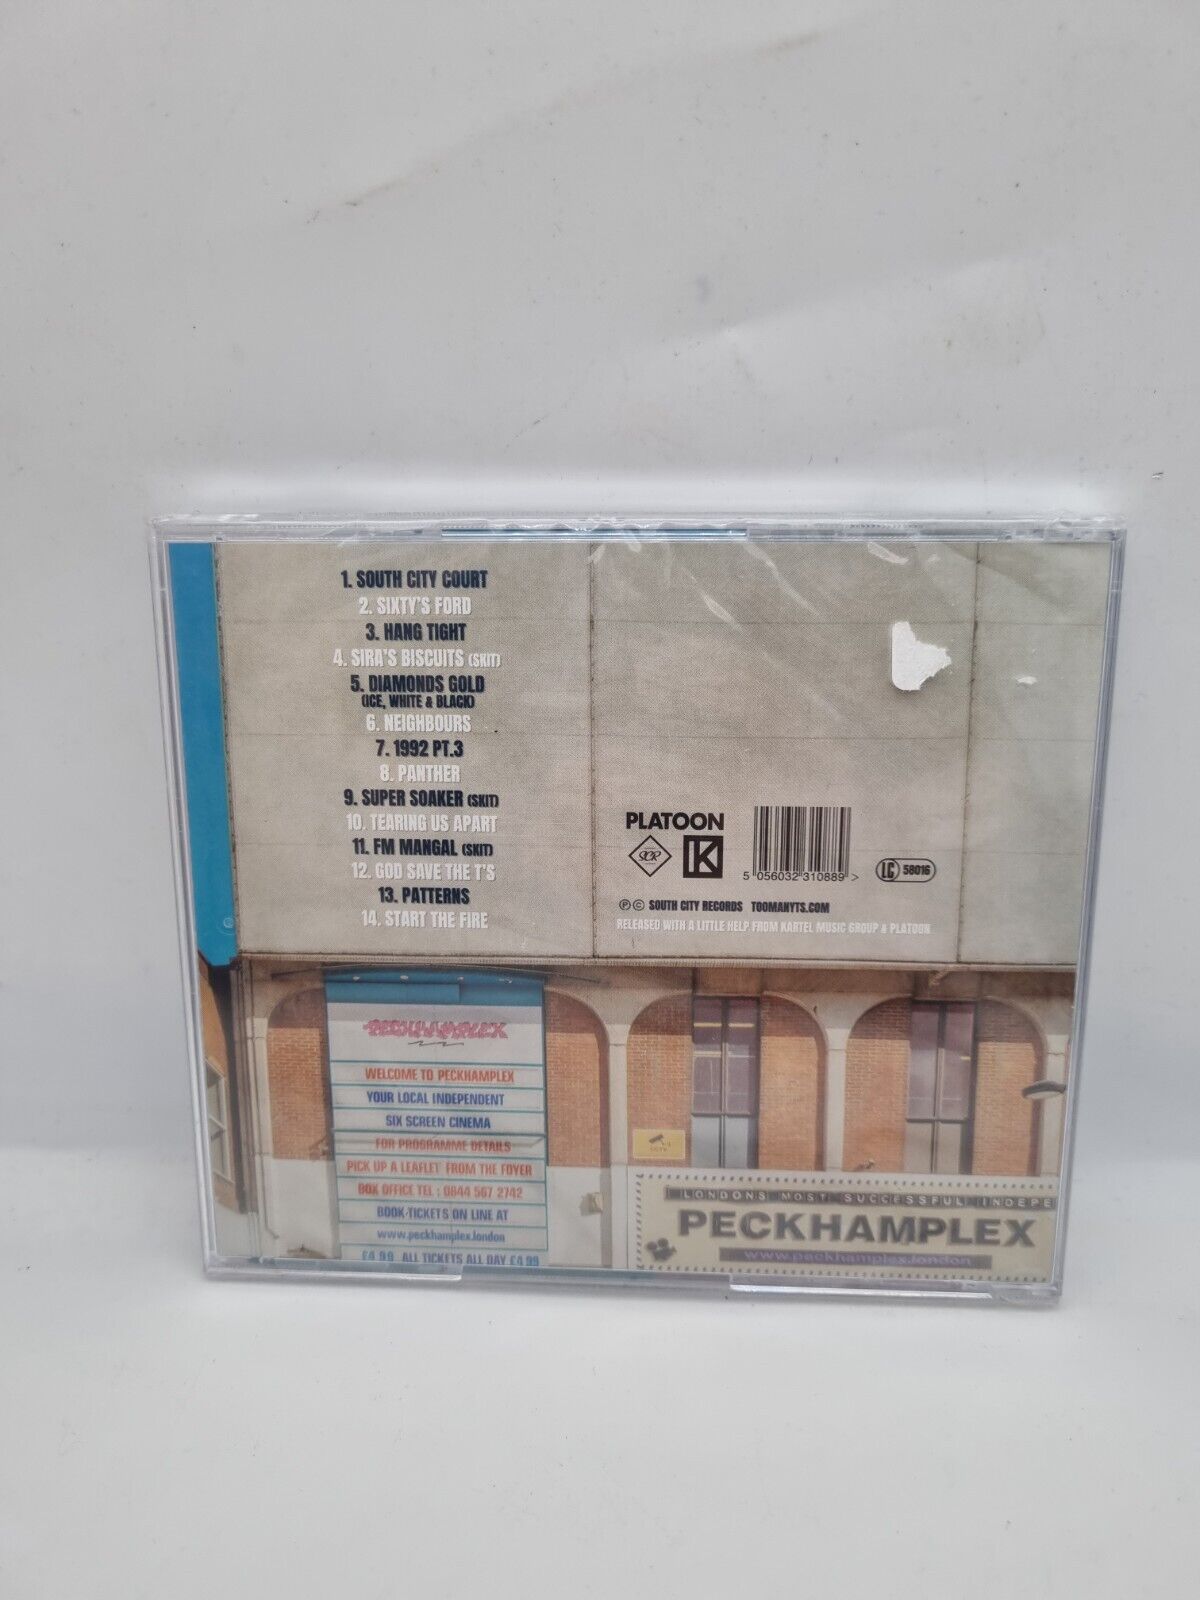 1. SOUTH CITY COURT
2. SIXTY'S FORD
3. HANG TIGHT
4. SIRA'S BISCUITS (SKIT)
5. DIAMONDS GOLD
(ICE, WHITE & BLACK)
6. NEIGHBOURS
7. 1992 PT.3
8. PANTHER
9. SUPER SOAKER (SKIT)
10. TEARING US APART
11. FM MANGAL (SKIT)
12. GOD SAVE THE T'S
13. PATTERNS
14. START THE FIRE
PLATOON
SCR
K
5 056032 310889 >
LC 58016
Ⓟ © SOUTH CITY RECORDS TOOMANYTS.COM
RELEASED WITH A LITTLE HELP FROM KARTEL MUSIC GROUP & PLATOON
PECKHAMPLEX
WELCOME TO PECKHAMPLEX
YOUR LOCAL INDEPENDENT
SIX SCREEN CINEMA
FOR PROGRAMME DETAILS
PICK UP A LEAFLET FROM THE FOYER
BOX OFFICE TEL : 0844 567 2742
BOOK TICKETS ON LINE AT
www.peckhamplex.london
£4.99 ALL TICKETS ALL DAY £4.99
CCTV
LONDONS MOST SUCCESSFUL INDEPE
PECKHAMPLEX
www.peckhamplex.london